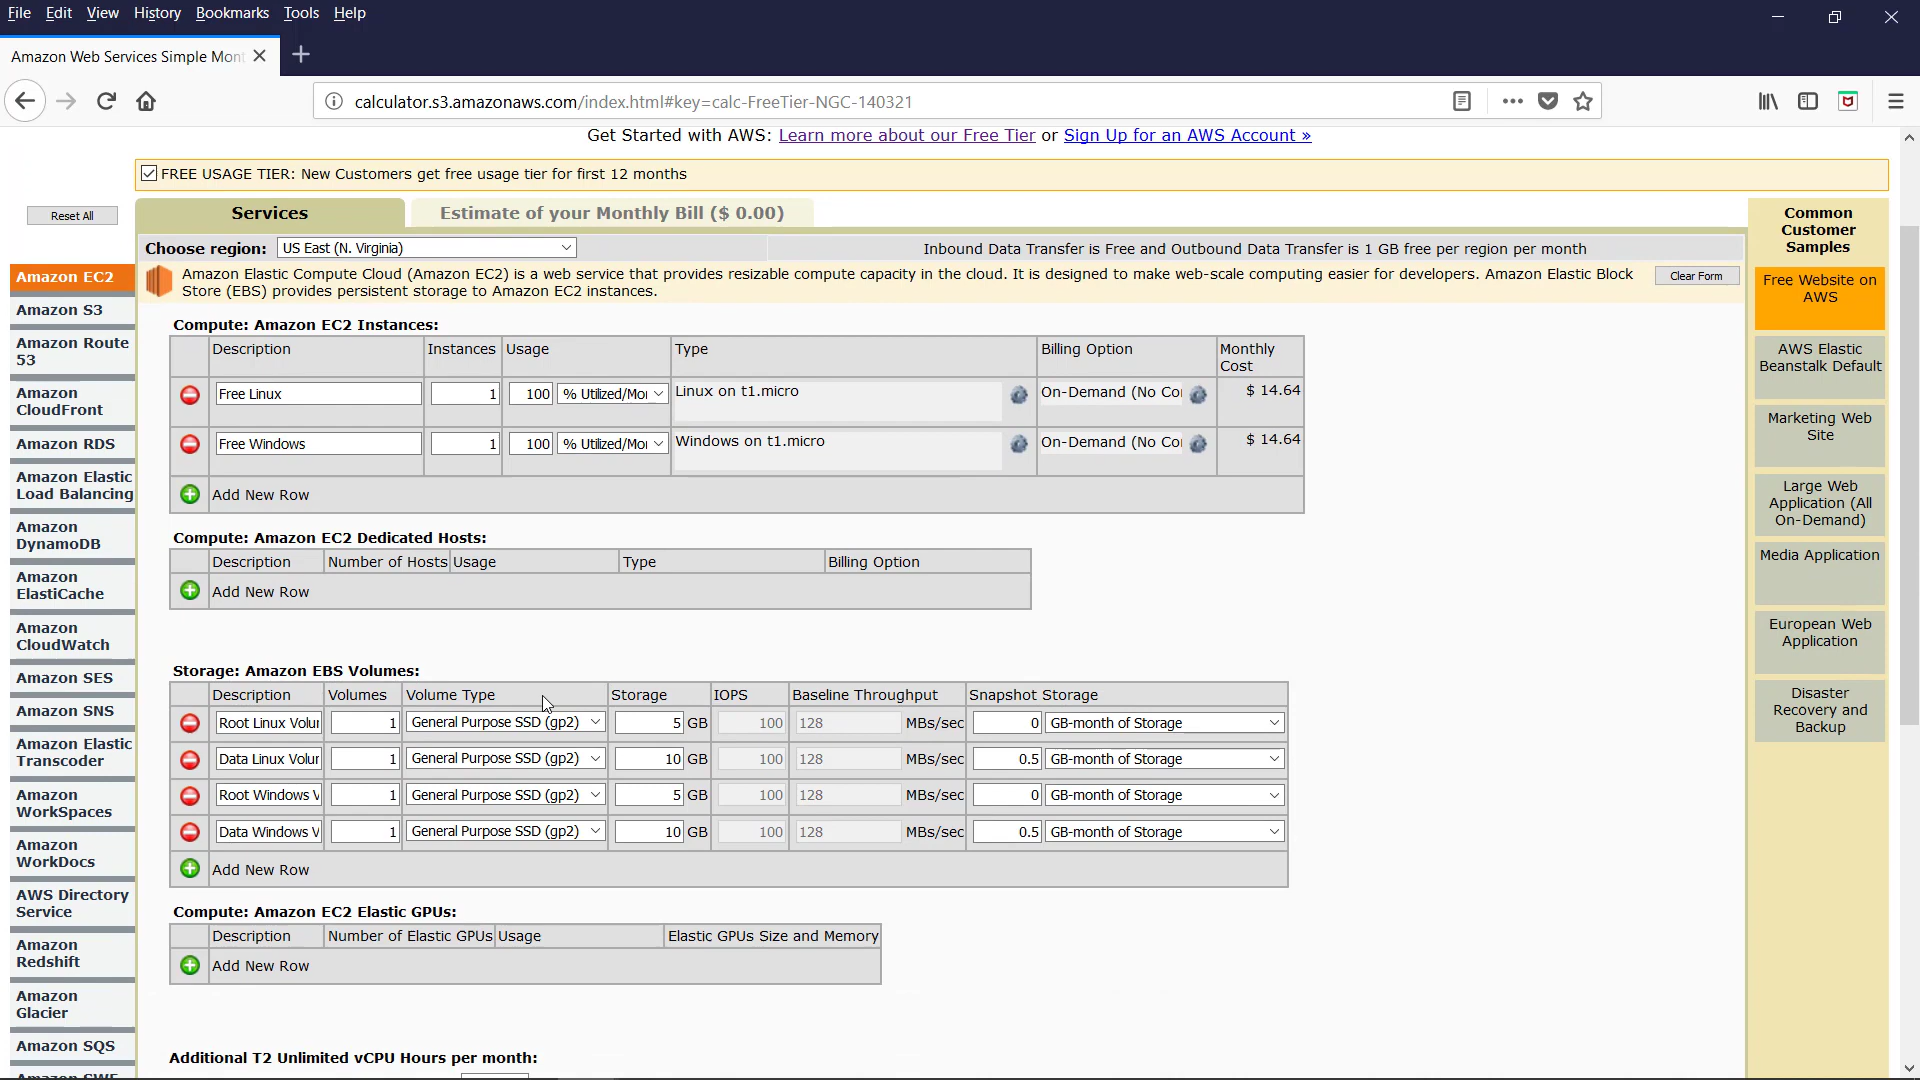 File Edit View History Bookmarks Tools Help
Amazon Web Services Simple Mont
calculator.s3.amazonaws.com/index.html#key=calc-FreeTier-NGC-140321
Get Started with AWS: Learn more about our Free Tier or Sign Up for an AWS Account »
FREE USAGE TIER: New Customers get free usage tier for first 12 months
Reset All
Services
Estimate of your Monthly Bill ($ 0.00)
Choose region: US East (N. Virginia)
Inbound Data Transfer is Free and Outbound Data Transfer is 1 GB free per region per month
Amazon Elastic Compute Cloud (Amazon EC2) is a web service that provides resizable compute capacity in the cloud. It is designed to make web-scale computing easier for developers. Amazon Elastic Block
Store (EBS) provides persistent storage to Amazon EC2 instances.
Clear Form
Amazon EC2
Amazon S3
Amazon Route
53
Amazon
CloudFront
Amazon RDS
Amazon Elastic
Load Balancing
Amazon
DynamoDB
Amazon
ElastiCache
Amazon
CloudWatch
Amazon SES
Amazon SNS
Amazon Elastic
Transcoder
Amazon
WorkSpaces
Amazon
WorkDocs
AWS Directory
Service
Amazon
Redshift
Amazon
Glacier
Amazon SQS
Amazon SWF
Compute: Amazon EC2 Instances:
Description Instances Usage Type Billing Option Monthly
Cost
Free Linux 1 100 % Utilized/Mo Linux on t1.micro On-Demand (No Co $ 14.64
Free Windows 1 100 % Utilized/Mo Windows on t1.micro On-Demand (No Co $ 14.64
Add New Row
Compute: Amazon EC2 Dedicated Hosts:
Description Number of Hosts Usage Type Billing Option
Add New Row
Storage: Amazon EBS Volumes:
Description Volumes Volume Type Storage IOPS Baseline Throughput Snapshot Storage
Root Linux Volu 1 General Purpose SSD (gp2) 5 GB 100 128 MBs/sec 0 GB-month of Storage
Data Linux Volu 1 General Purpose SSD (gp2) 10 GB 100 128 MBs/sec 0.5 GB-month of Storage
Root Windows V 1 General Purpose SSD (gp2) 5 GB 100 128 MBs/sec 0 GB-month of Storage
Data Windows V 1 General Purpose SSD (gp2) 10 GB 100 128 MBs/sec 0.5 GB-month of Storage
Add New Row
Compute: Amazon EC2 Elastic GPUs:
Description Number of Elastic GPUs Usage Elastic GPUs Size and Memory
Add New Row
Additional T2 Unlimited vCPU Hours per month:
Common
Customer
Samples
Free Website on
AWS
AWS Elastic
Beanstalk Default
Marketing Web
Site
Large Web
Application (All
On-Demand)
Media Application
European Web
Application
Disaster
Recovery and
Backup